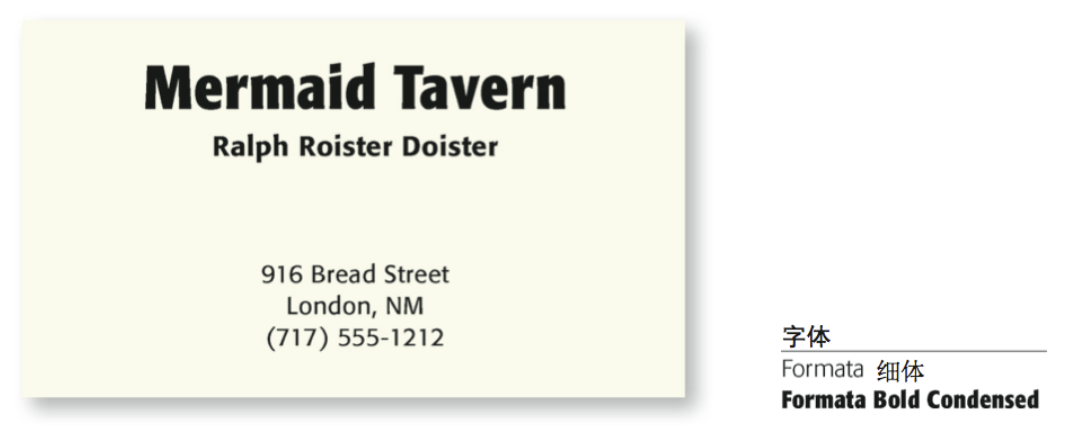 Mermaid Tavern
Ralph Roister Doister
916 Bread Street
London, NM
(717) 555-1212
字体
Formata 细体
Formata Bold Condensed